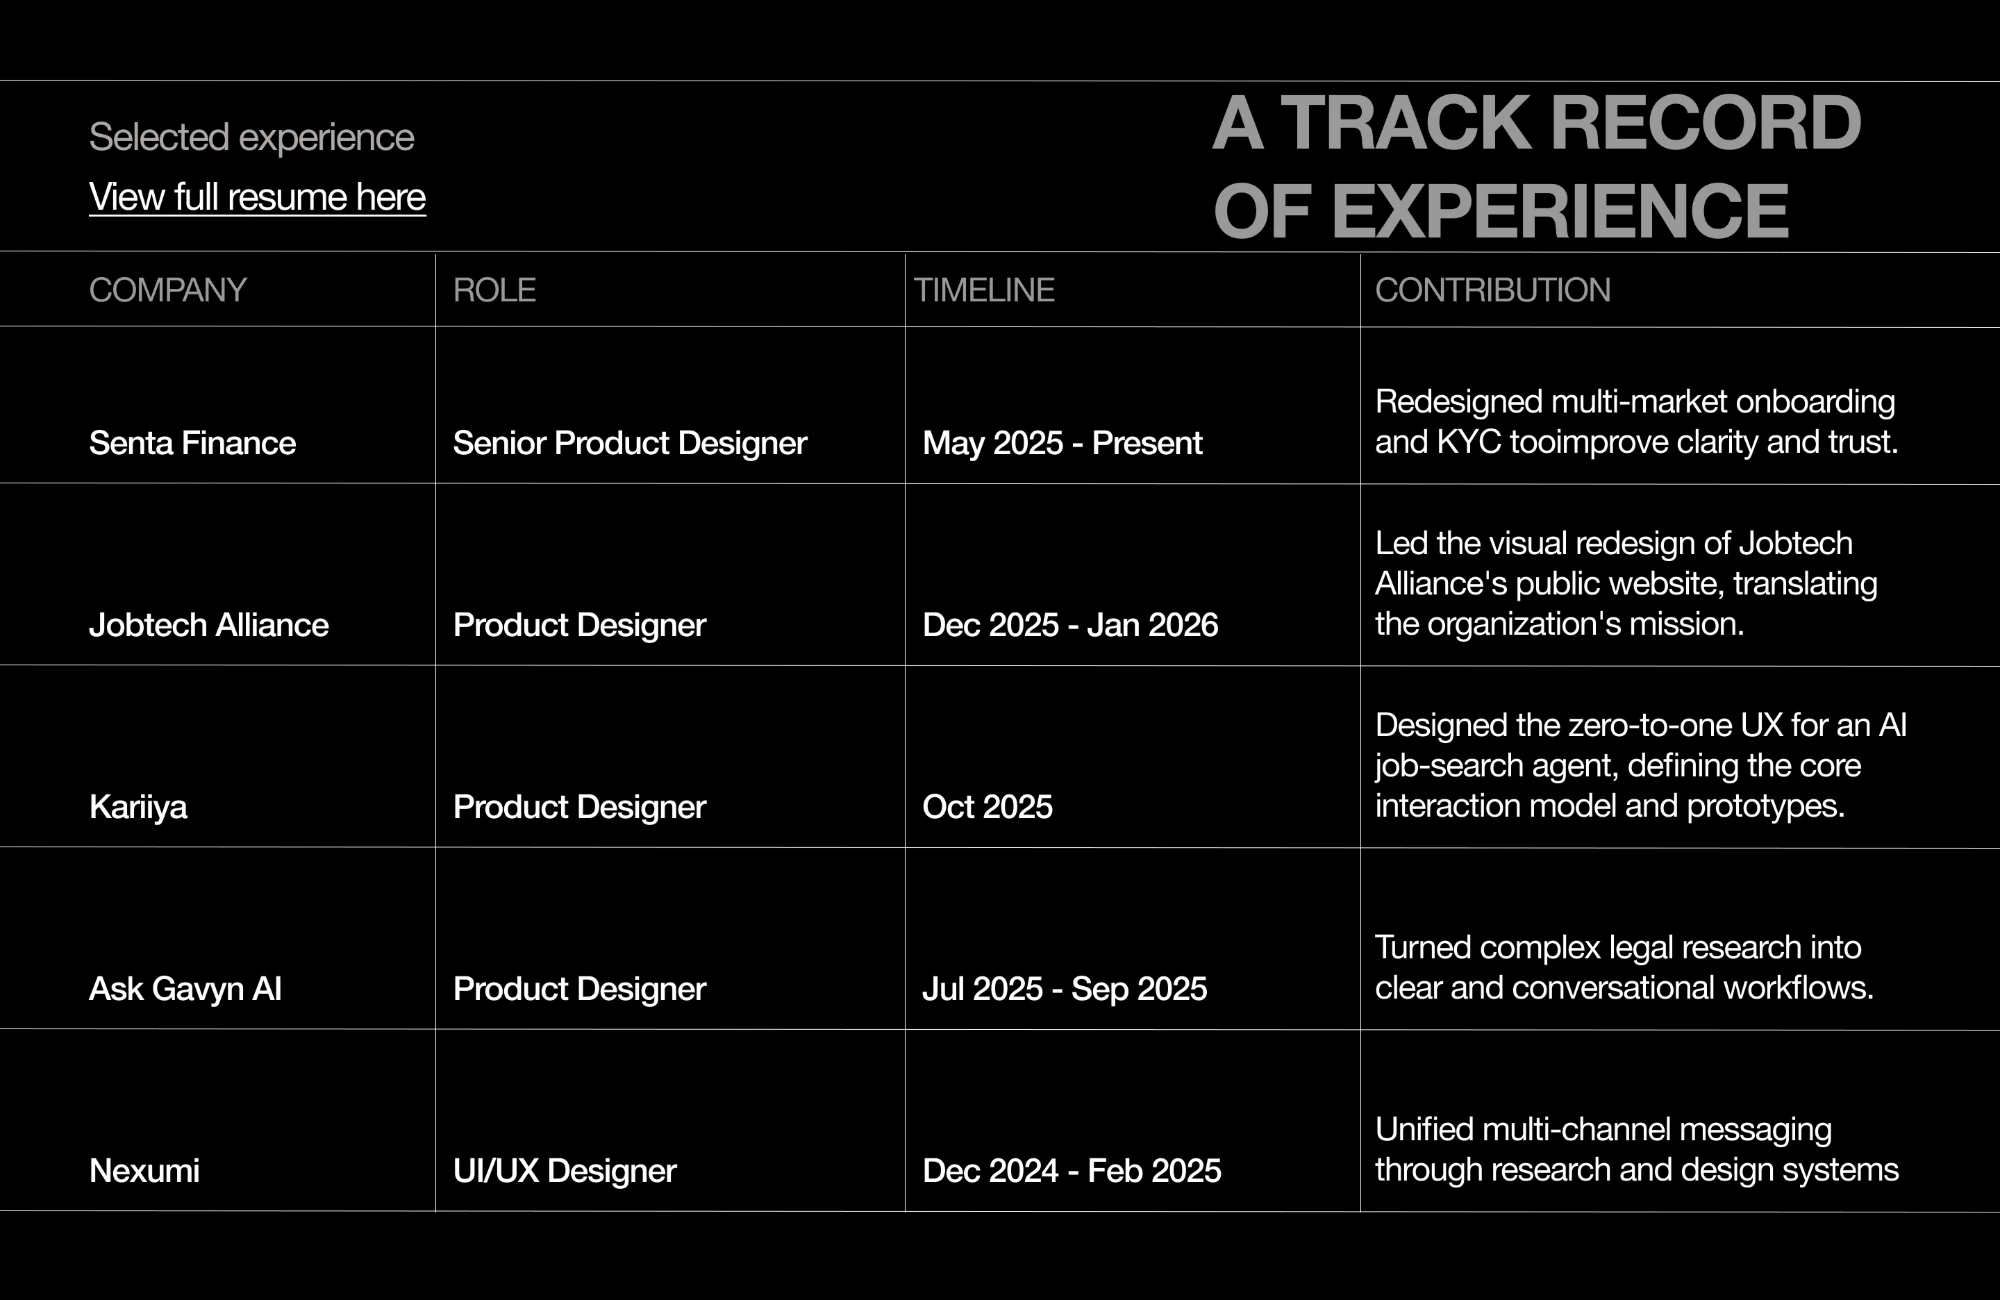 Selected experience
View full resume here
A TRACK RECORD
OF EXPERIENCE
COMPANY
ROLE
TIMELINE
CONTRIBUTION
Senta Finance
Senior Product Designer
May 2025 - Present
Redesigned multi-market onboarding
and KYC tooimprove clarity and trust.
Jobtech Alliance
Product Designer
Dec 2025 - Jan 2026
Led the visual redesign of Jobtech
Alliance's public website, translating
the organization's mission.
Kariiya
Product Designer
Oct 2025
Designed the zero-to-one UX for an AI
job-search agent, defining the core
interaction model and prototypes.
Ask Gavyn AI
Product Designer
Jul 2025 - Sep 2025
Turned complex legal research into
clear and conversational workflows.
Nexumi
UI/UX Designer
Dec 2024 - Feb 2025
Unified multi-channel messaging
through research and design systems